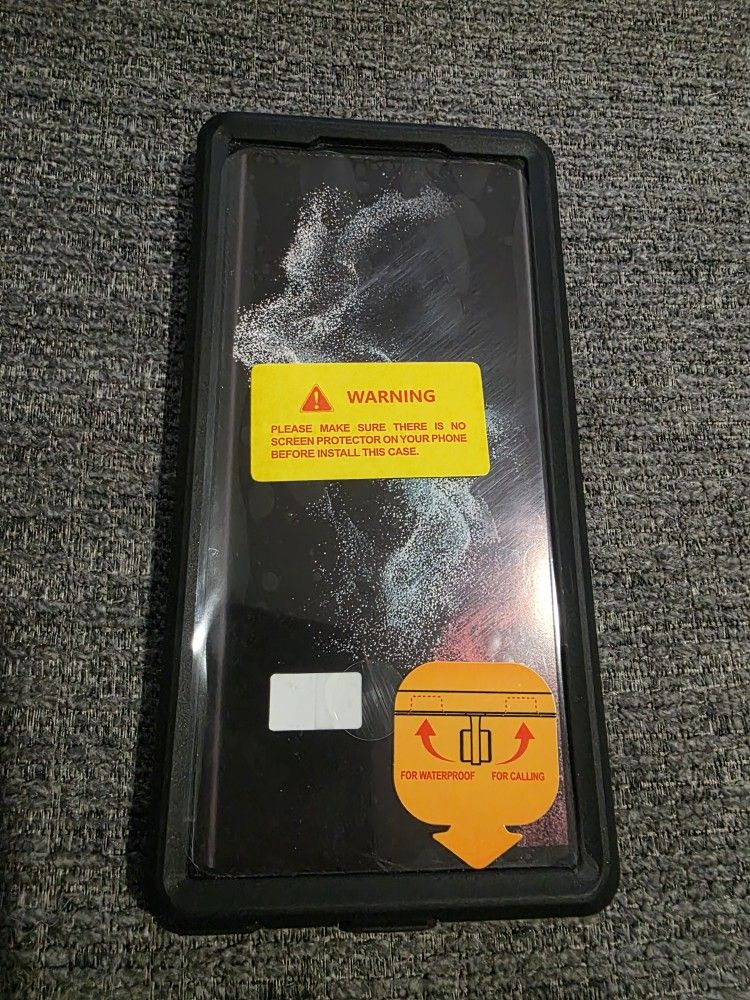 WARNING
PLEASE MAKE SURE THERE IS NO
SCREEN PROTECTOR ON YOUR PHONE
BEFORE INSTALL THIS CASE.
FOR WATERPROOF FOR CALLING